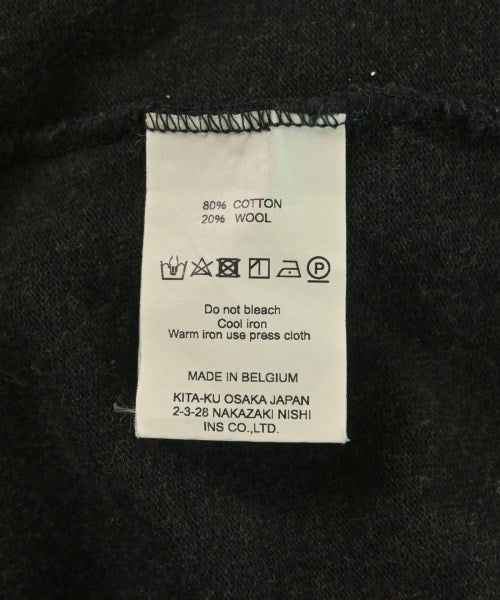 80% COTTON
20% WOOL
P
Do not bleach
Cool iron
Warm iron use press cloth
MADE IN BELGIUM
KITA-KU OSAKA JAPAN
2-3-28 NAKAZAKI NISHI
INS CO.,LTD.